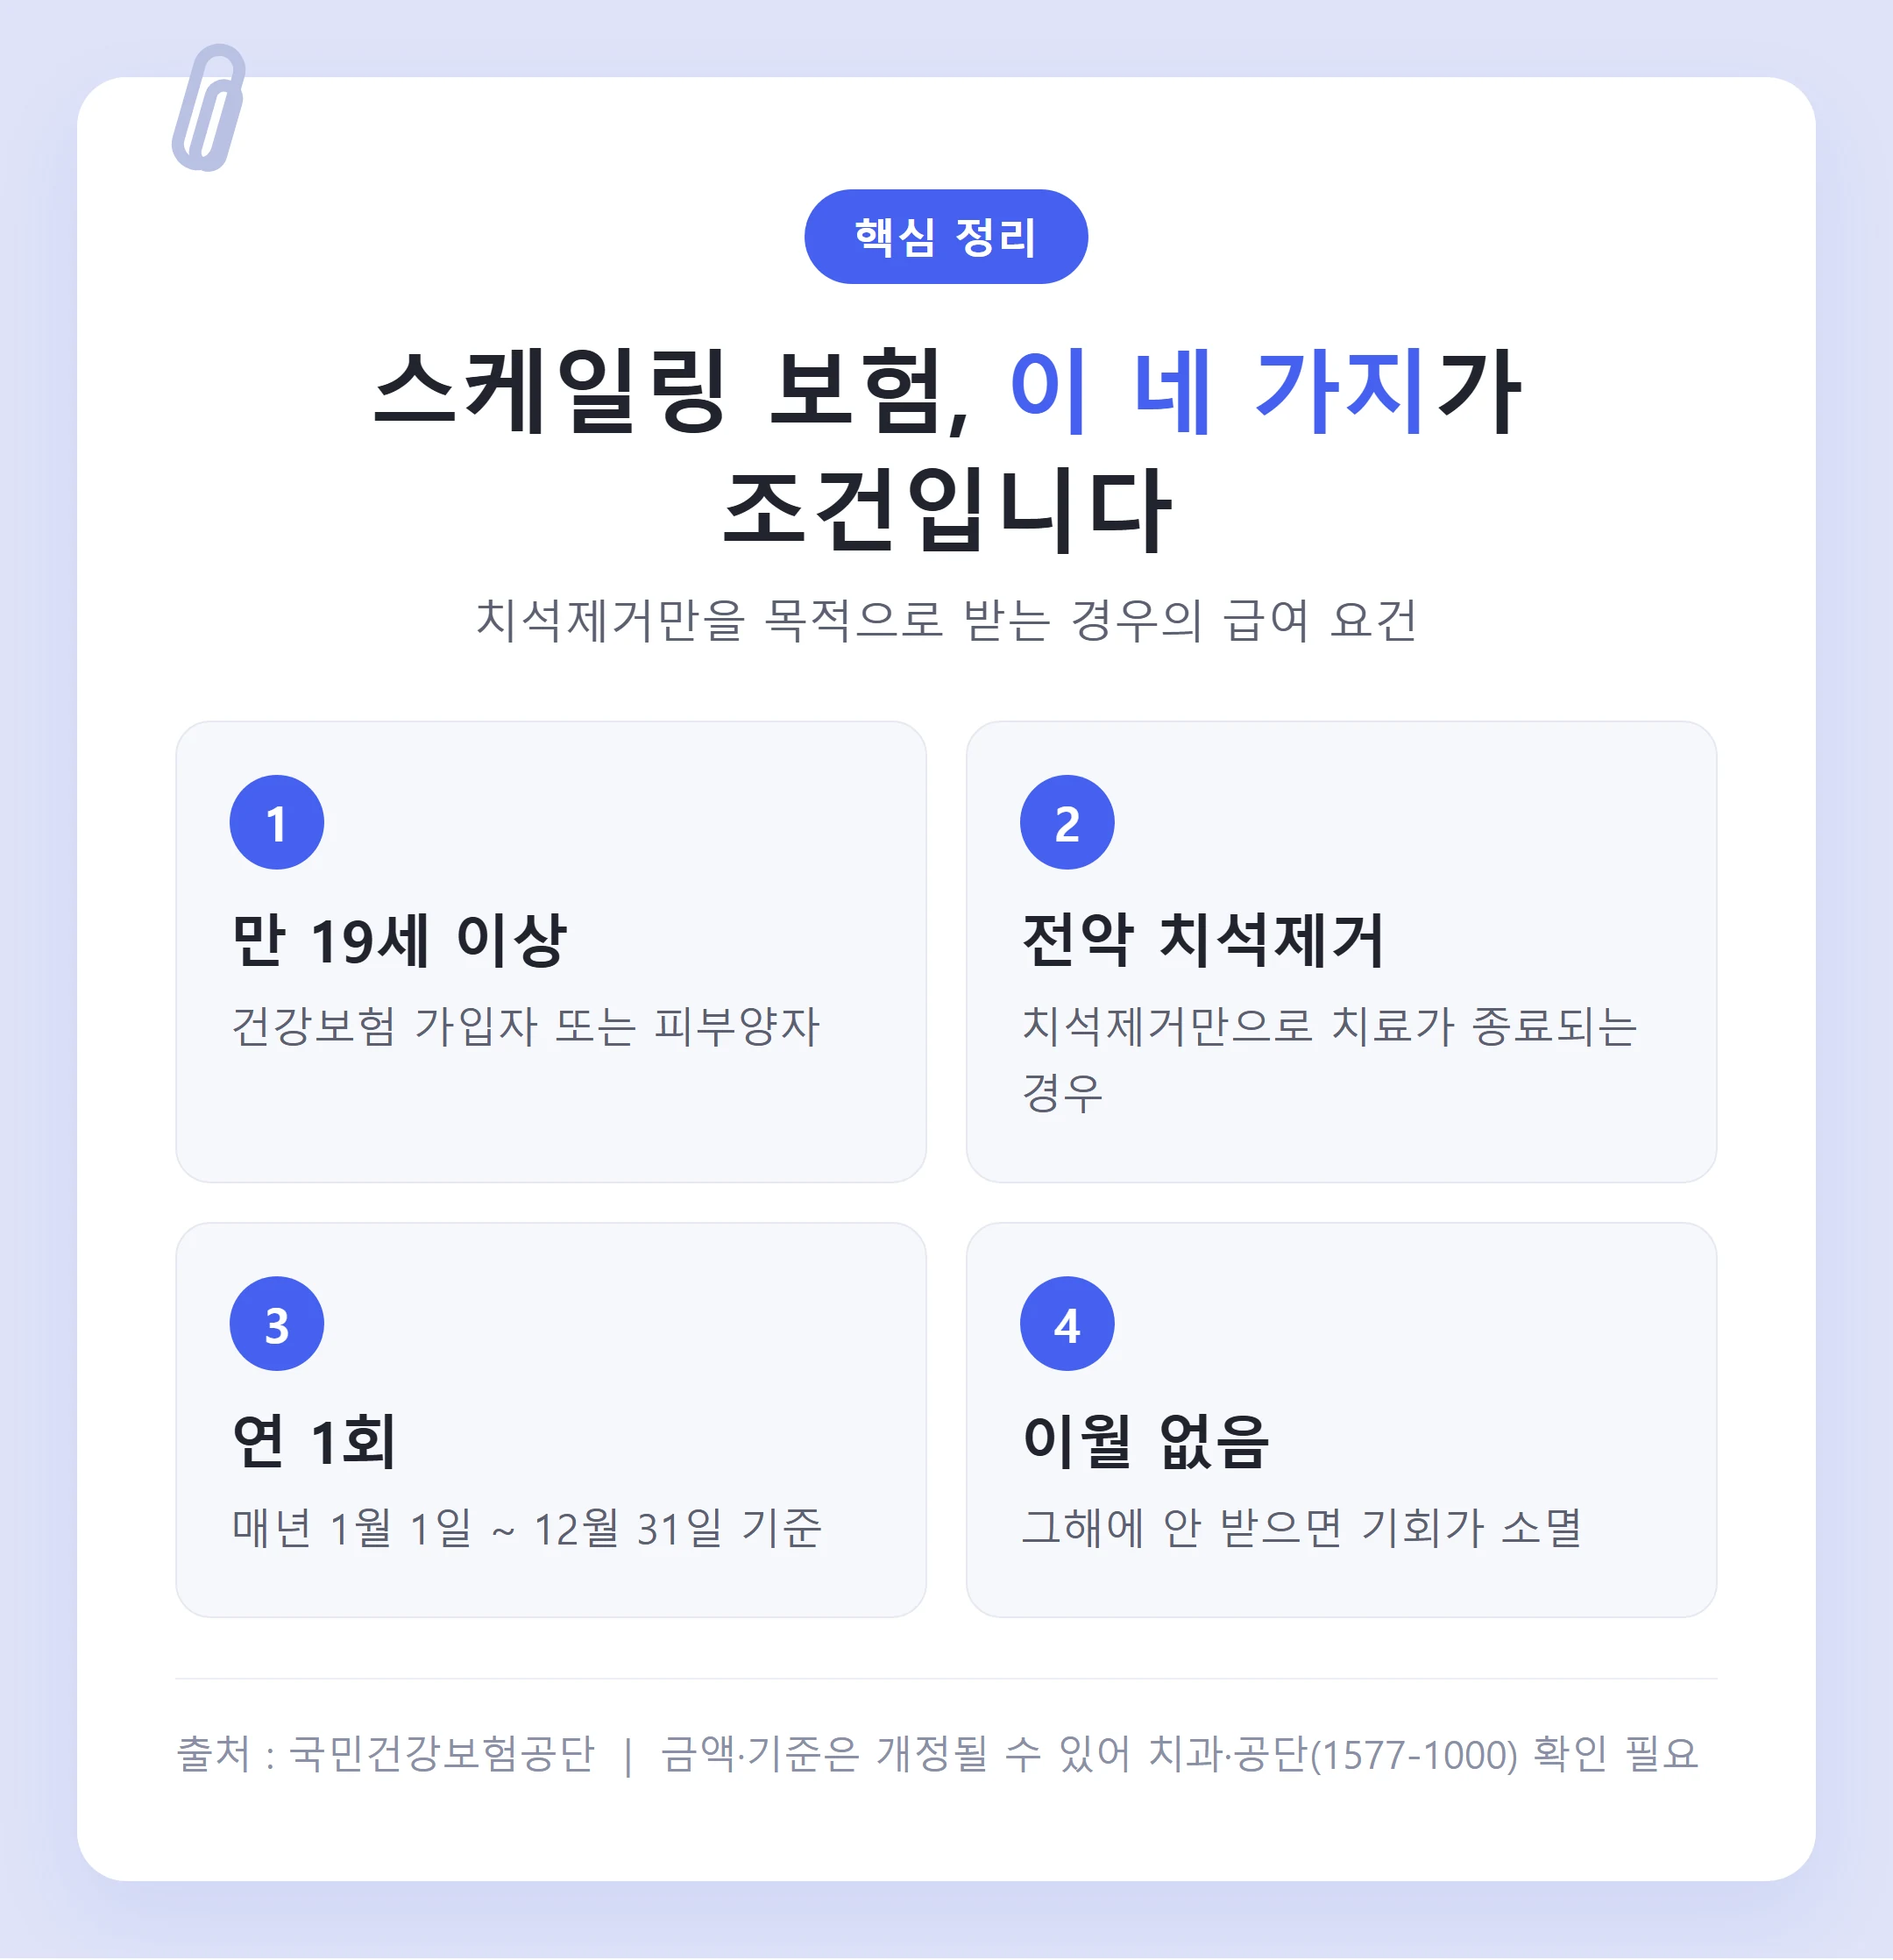 핵심 정리
스케일링 보험, 이 네 가지가
조건입니다
치석제거만을 목적으로 받는 경우의 급여 요건
1
만 19세 이상
건강보험 가입자 또는 피부양자
2
전악 치석제거
치석제거만으로 치료가 종료되는
경우
3
연 1회
매년 1월 1일 ~ 12월 31일 기준
4
이월 없음
그해에 안 받으면 기회가 소멸
출처 : 국민건강보험공단 | 금액·기준은 개정될 수 있어 치과·공단(1577-1000) 확인 필요